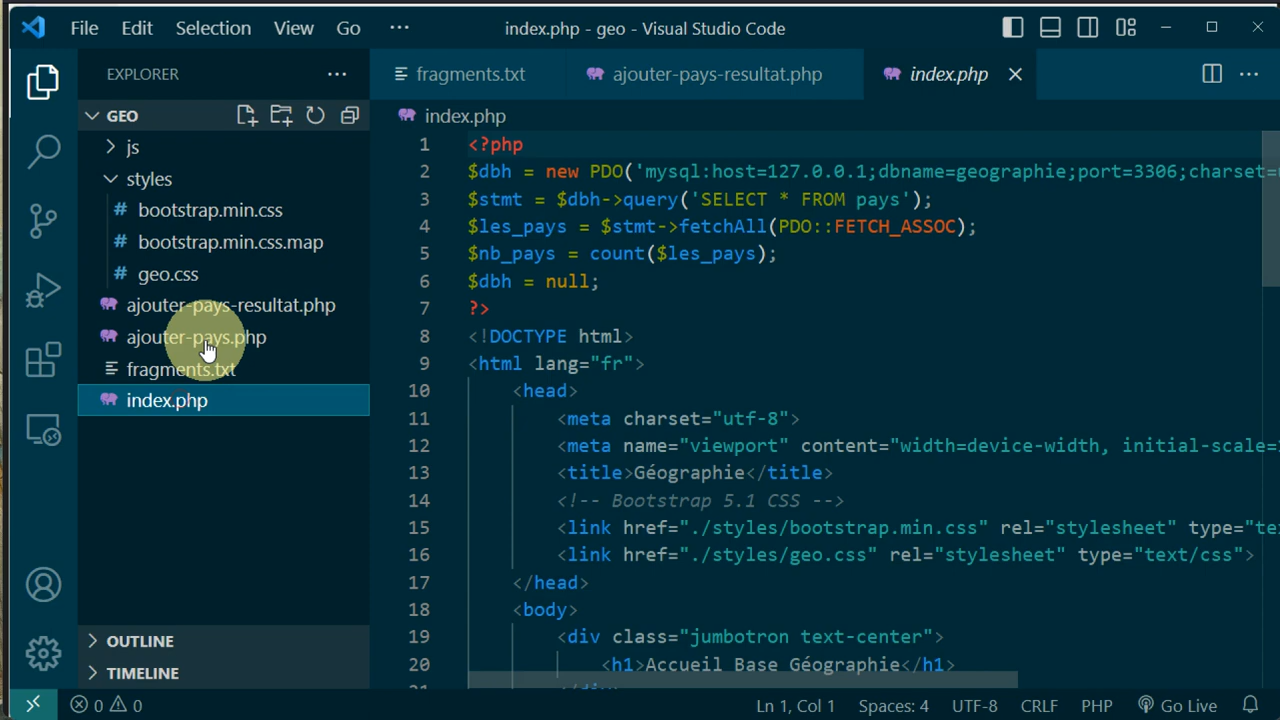 File Edit Selection View Go ··· index.php - geo - Visual Studio Code
EXPLORER ···
fragments.txt ajouter-pays-resultat.php index.php
GEO
index.php
js
styles
# bootstrap.min.css
# bootstrap.min.css.map
# geo.css
ajouter-pays-resultat.php
ajouter-pays.php
fragments.txt
index.php
OUTLINE
TIMELINE
1 <?php
2 $dbh = new PDO('mysql:host=127.0.0.1;dbname=geographie;port=3306;charset=
3 $stmt = $dbh->query('SELECT * FROM pays');
4 $les_pays = $stmt->fetchAll(PDO::FETCH_ASSOC);
5 $nb_pays = count($les_pays);
6 $dbh = null;
7 ?>
8 <!DOCTYPE html>
9 <html lang="fr">
10 <head>
11 <meta charset="utf-8">
12 <meta name="viewport" content="width=device-width, initial-scale=
13 <title>Géographie</title>
14 <!-- Bootstrap 5.1 CSS -->
15 <link href="./styles/bootstrap.min.css" rel="stylesheet" type="te
16 <link href="./styles/geo.css" rel="stylesheet" type="text/css">
17 </head>
18 <body>
19 <div class="jumbotron text-center">
20 <h1>Accueil Base Géographie</h1>
0 0 Ln 1, Col 1 Spaces: 4 UTF-8 CRLF PHP Go Live